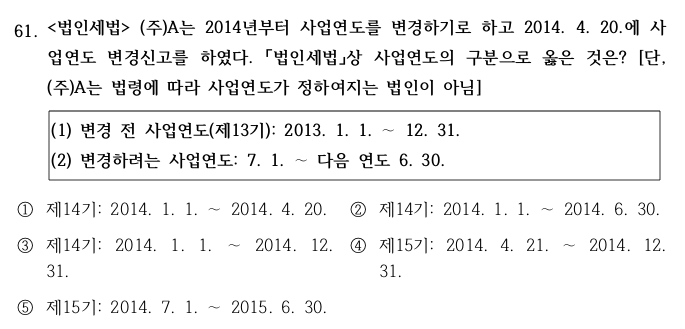 61. <법인세법> (주)A는 2014년부터 사업연도를 변경하기로 하고 2014. 4. 20.에 사
업연도 변경신고를 하였다. 「법인세법」상 사업연도의 구분으로 옳은 것은? [단,
(주)A는 법령에 따라 사업연도가 정하여지는 법인이 아님]
(1) 변경 전 사업연도(제13기): 2013. 1. 1. ~ 12. 31.
(2) 변경하려는 사업연도: 7. 1. ~ 다음 연도 6. 30.
① 제14기: 2014. 1. 1. ~ 2014. 4. 20. ② 제14기: 2014. 1. 1. ~ 2014. 6. 30.
③ 제14기: 2014. 1. 1. ~ 2014. 12. ④ 제15기: 2014. 4. 21. ~ 2014. 12.
31. 31.
⑤ 제15기: 2014. 7. 1. ~ 2015. 6. 30.